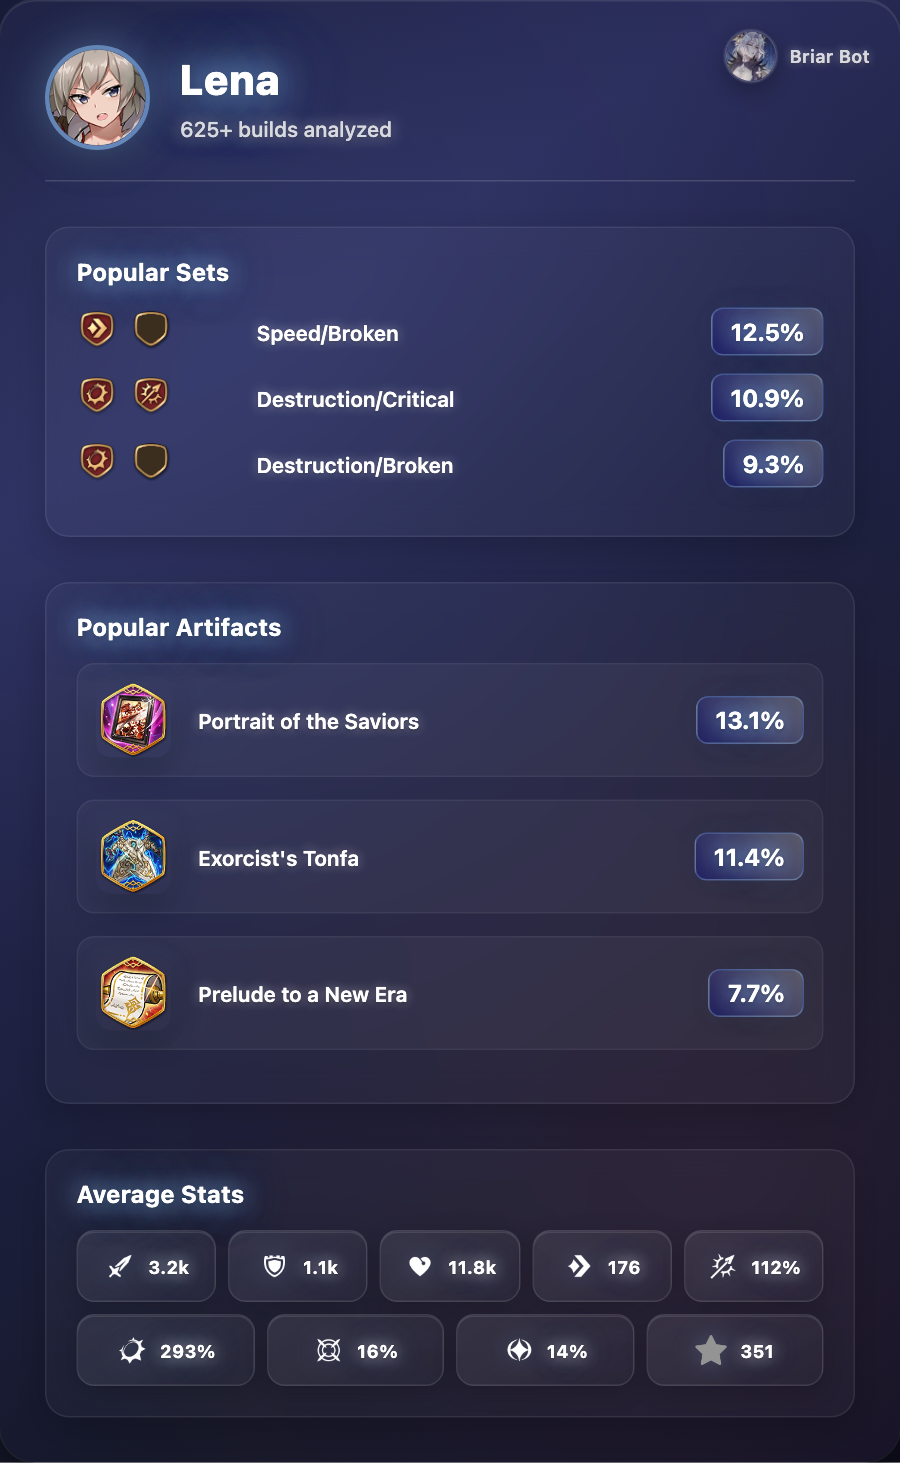 Lena
625+ builds analyzed
Briar Bot
Popular Sets
Speed/Broken 12.5%
Destruction/Critical 10.9%
Destruction/Broken 9.3%
Popular Artifacts
Portrait of the Saviors 13.1%
Exorcist's Tonfa 11.4%
Prelude to a New Era 7.7%
Average Stats
3.2k 1.1k 11.8k 176 112%
293% 16% 14% 351